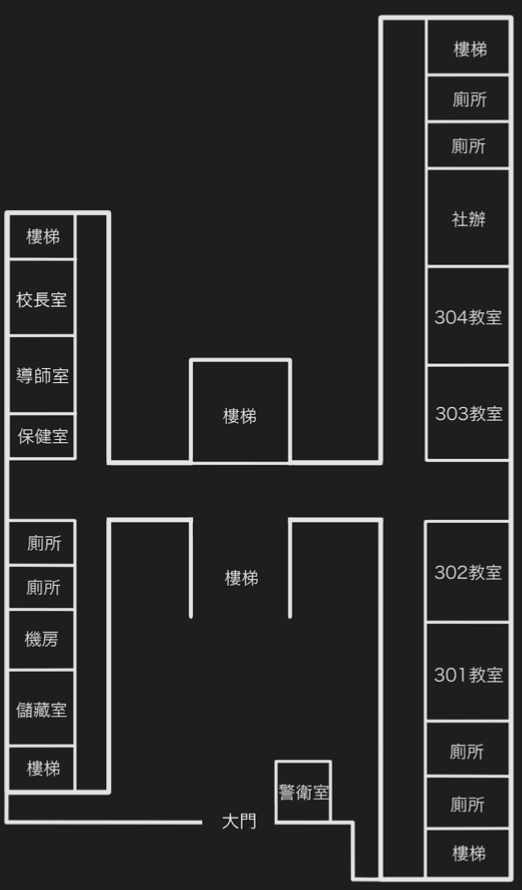 樓梯
校長室
導師室
保健室
廁所
廁所
機房
儲藏室
樓梯
樓梯
樓梯
警衛室
大門
樓梯
廁所
廁所
社辦
304教室
303教室
302教室
301教室
廁所
廁所
樓梯